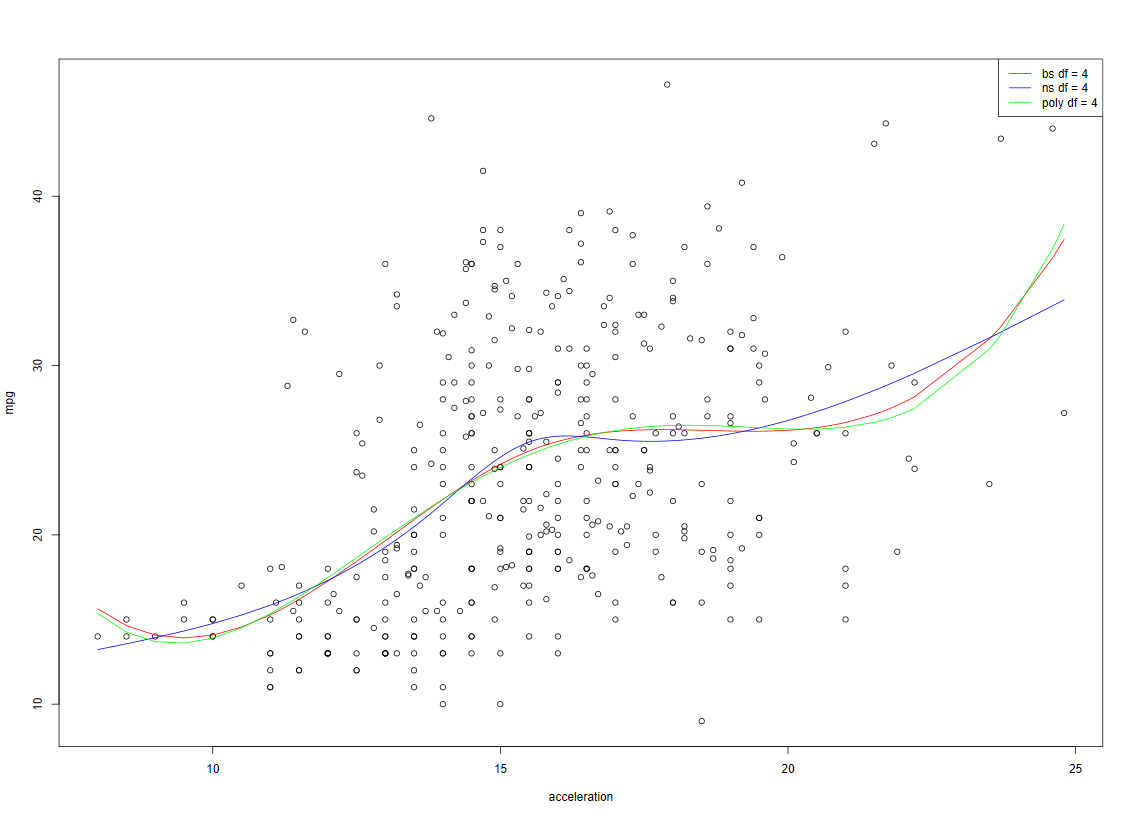 bs df = 4
ns df = 4
poly df = 4
40
30
20
10
mpg
10 15 20 25
acceleration